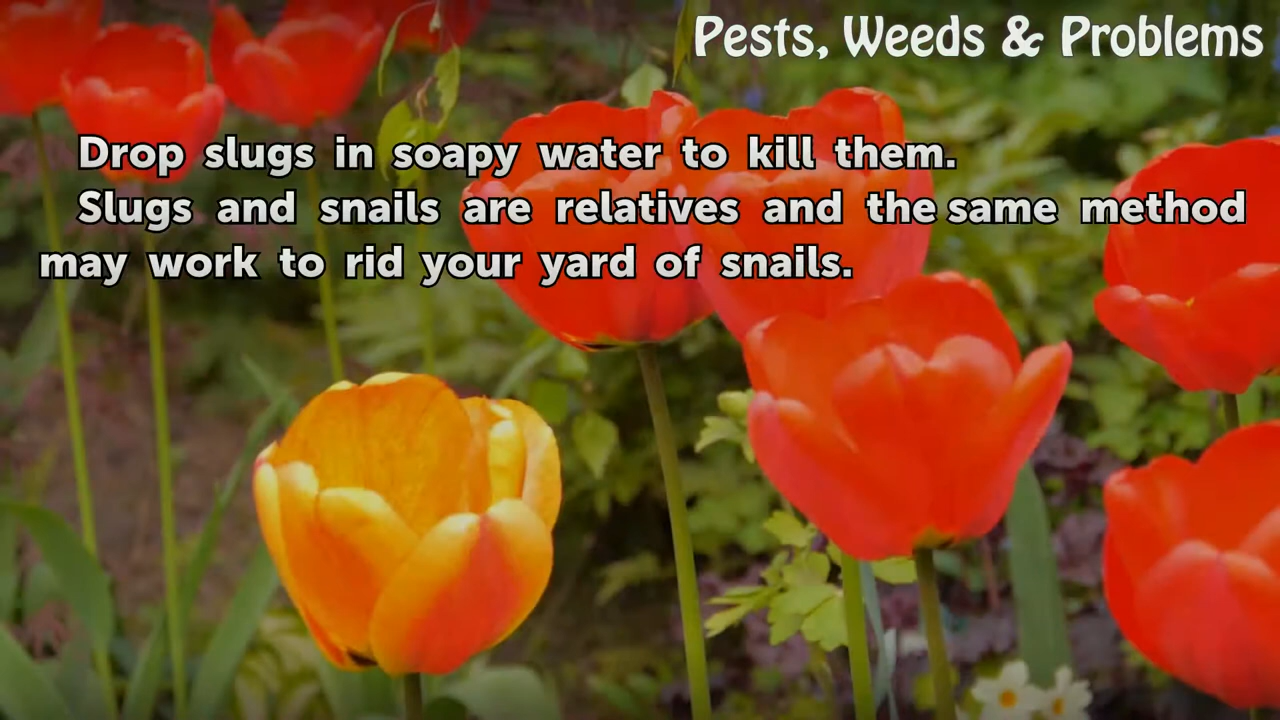 Pests, Weeds & Problems
Drop slugs in soapy water to kill them.
Slugs and snails are relatives and the same method
may work to rid your yard of snails.